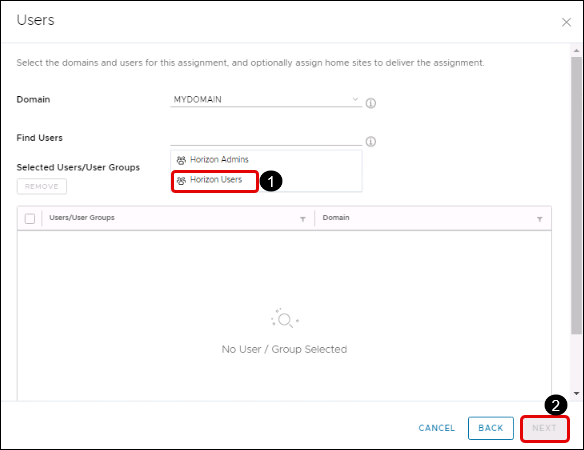 Users
Select the domains and users for this assignment, and optionally assign home sites to deliver the assignment.
Domain
MYDOMAIN
Find Users
Horizon Admins
Selected Users/User Groups
Horizon Users
1
REMOVE
Users/User Groups
Domain
No User / Group Selected
2
CANCEL
BACK
NEXT